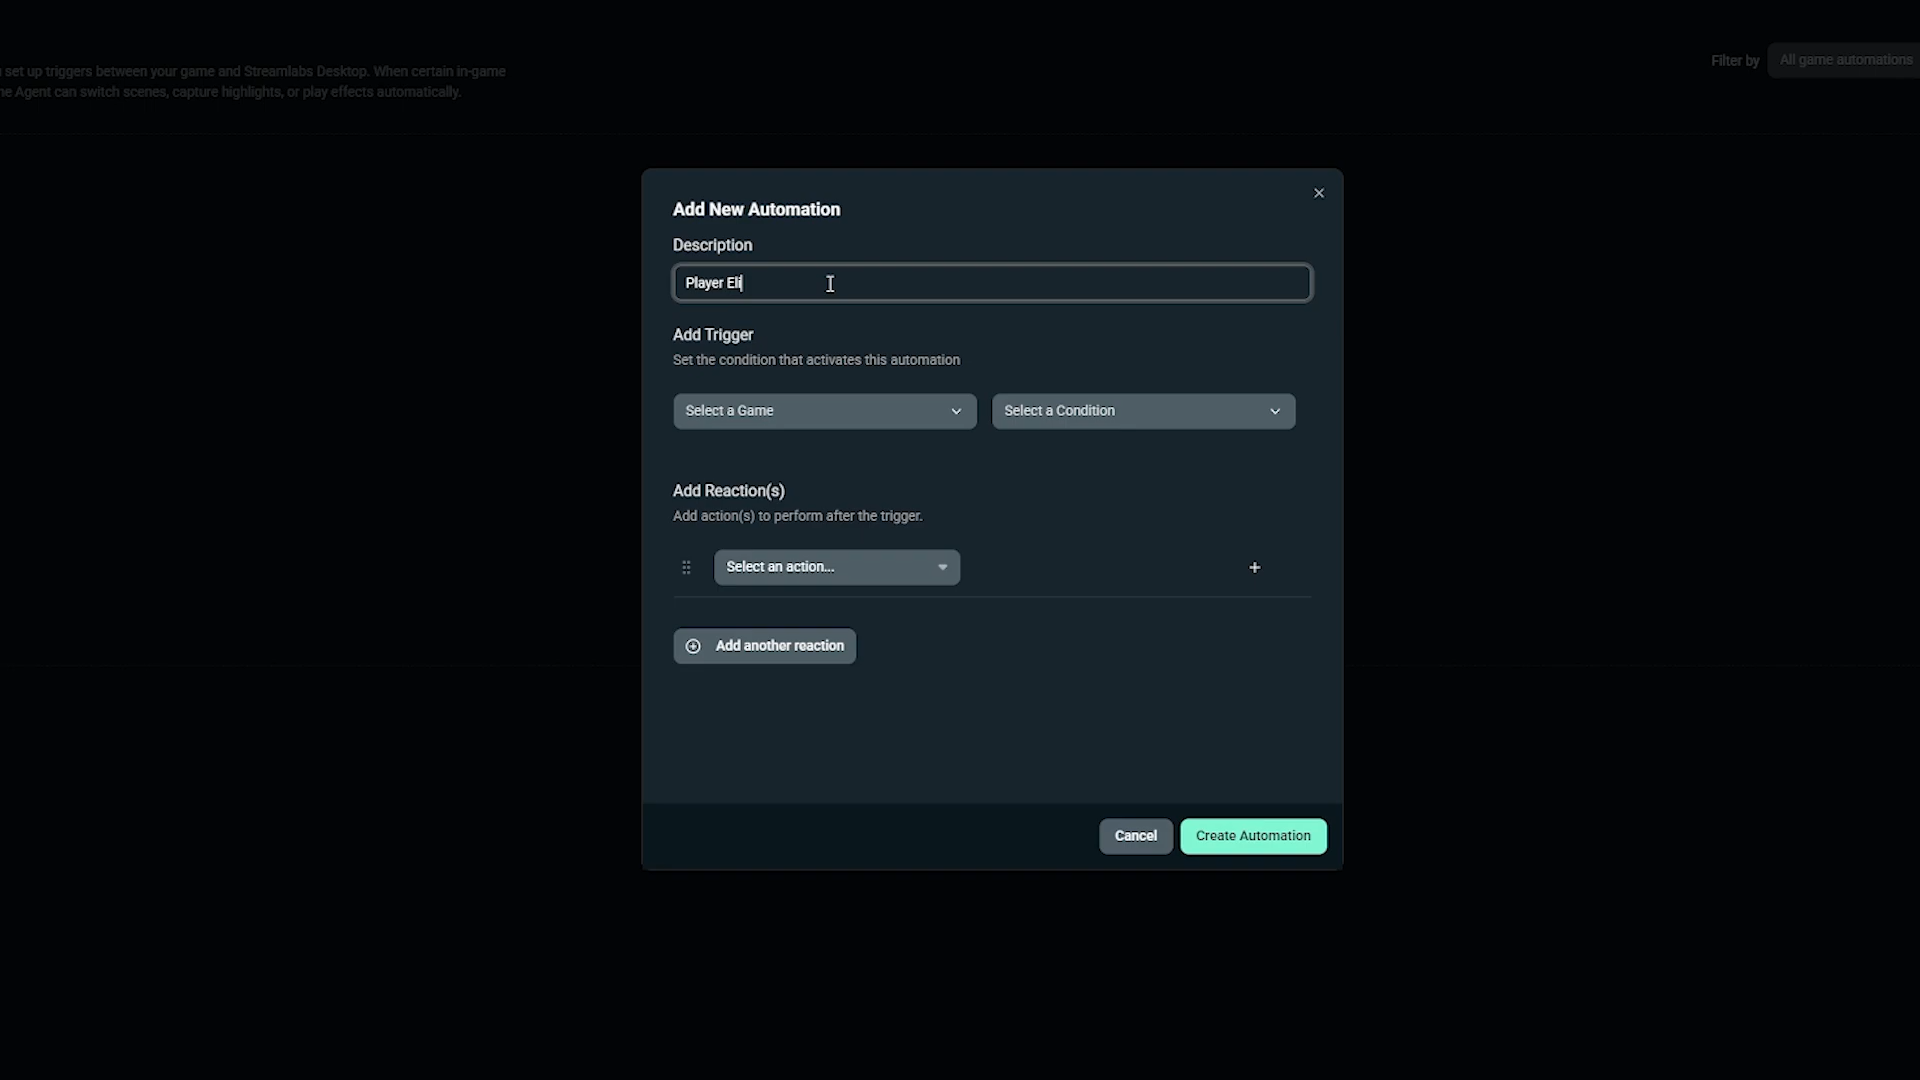 set up triggers between your game and Streamlabs Desktop. When certain in-game
Agent can switch scenes, capture highlights, or play effects automatically.
Filter by
All game automations
Add New Automation
Description
Player Eli
Add Trigger
Set the condition that activates this automation
Select a Game
Select a Condition
Add Reaction(s)
Add action(s) to perform after the trigger.
Select an action...
Add another reaction
Cancel
Create Automation